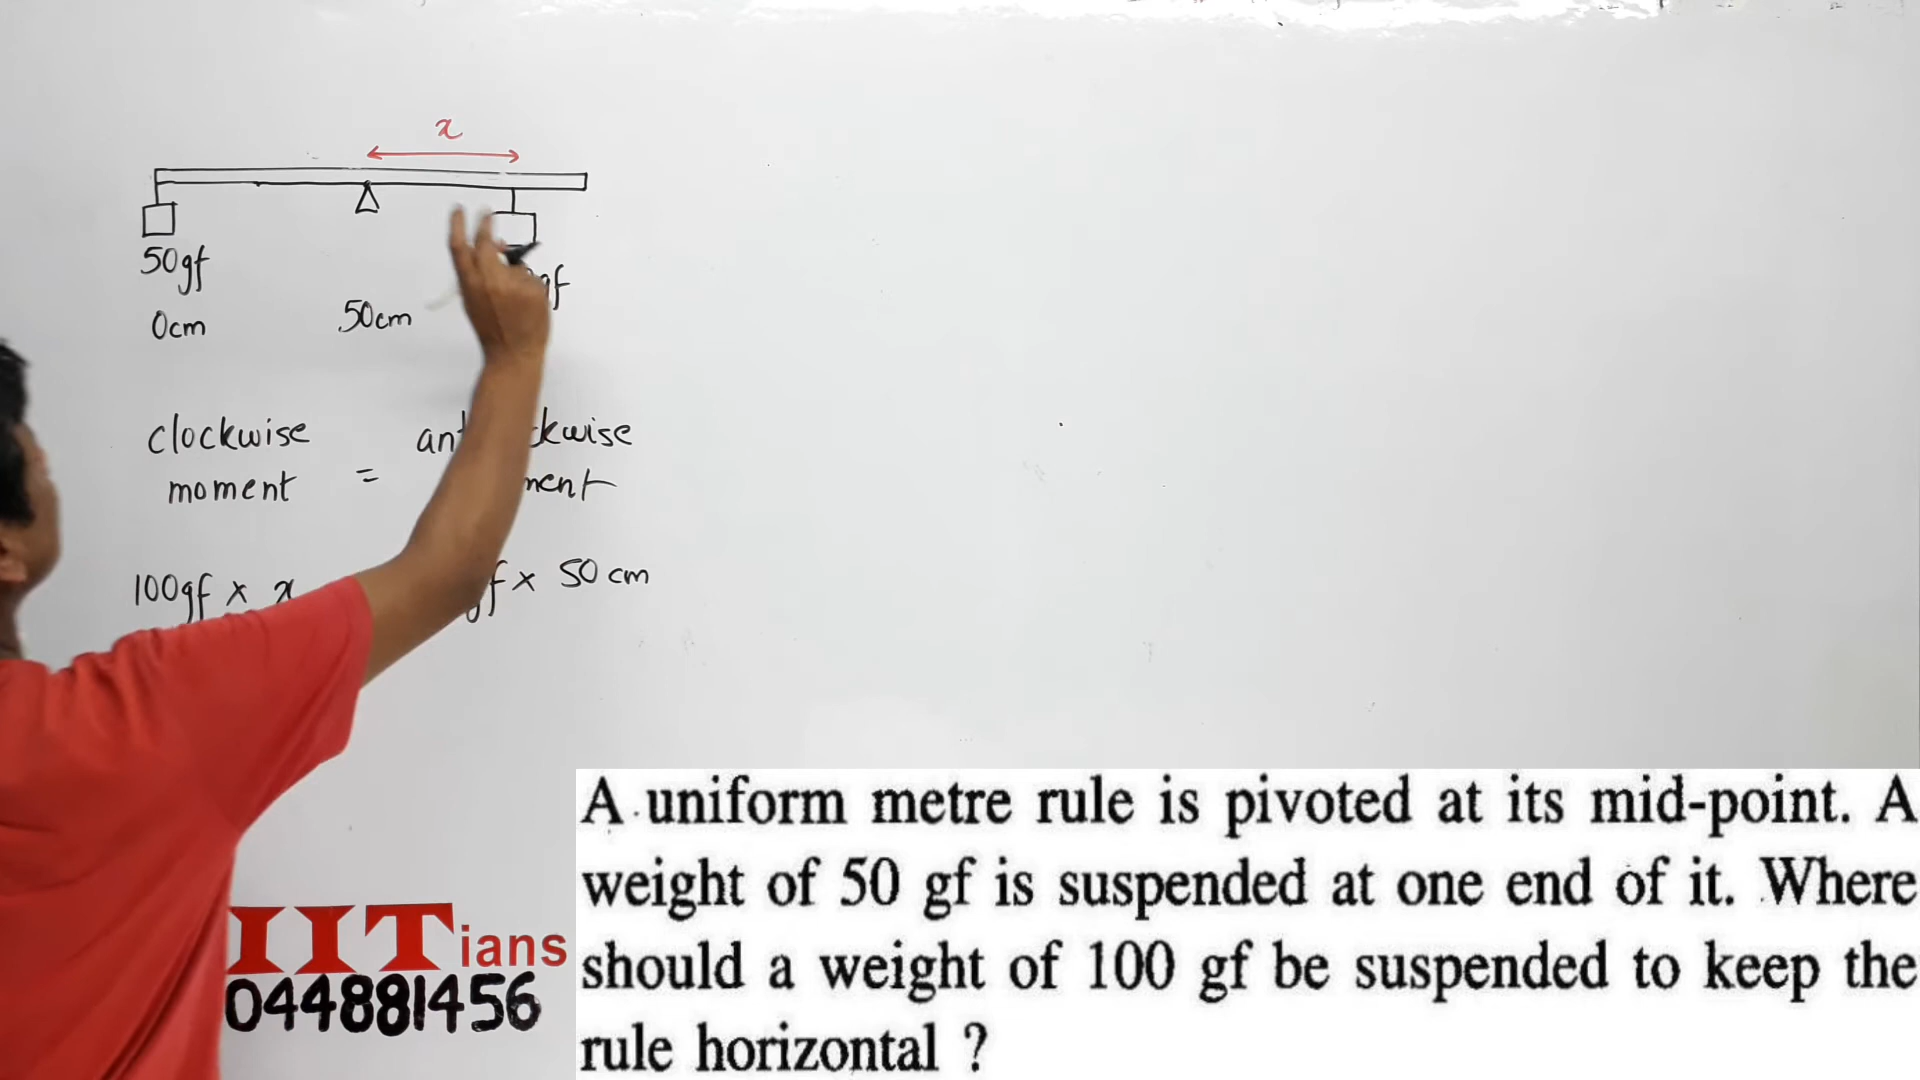 x
50gf
gf
0cm
50cm
clockwise
kwise
moment
=
100gf × x
f × 50 cm
A uniform metre rule is pivoted at its mid-point. A
weight of 50 gf is suspended at one end of it. Where
should a weight of 100 gf be suspended to keep the
rule horizontal ?
IITians
044881456